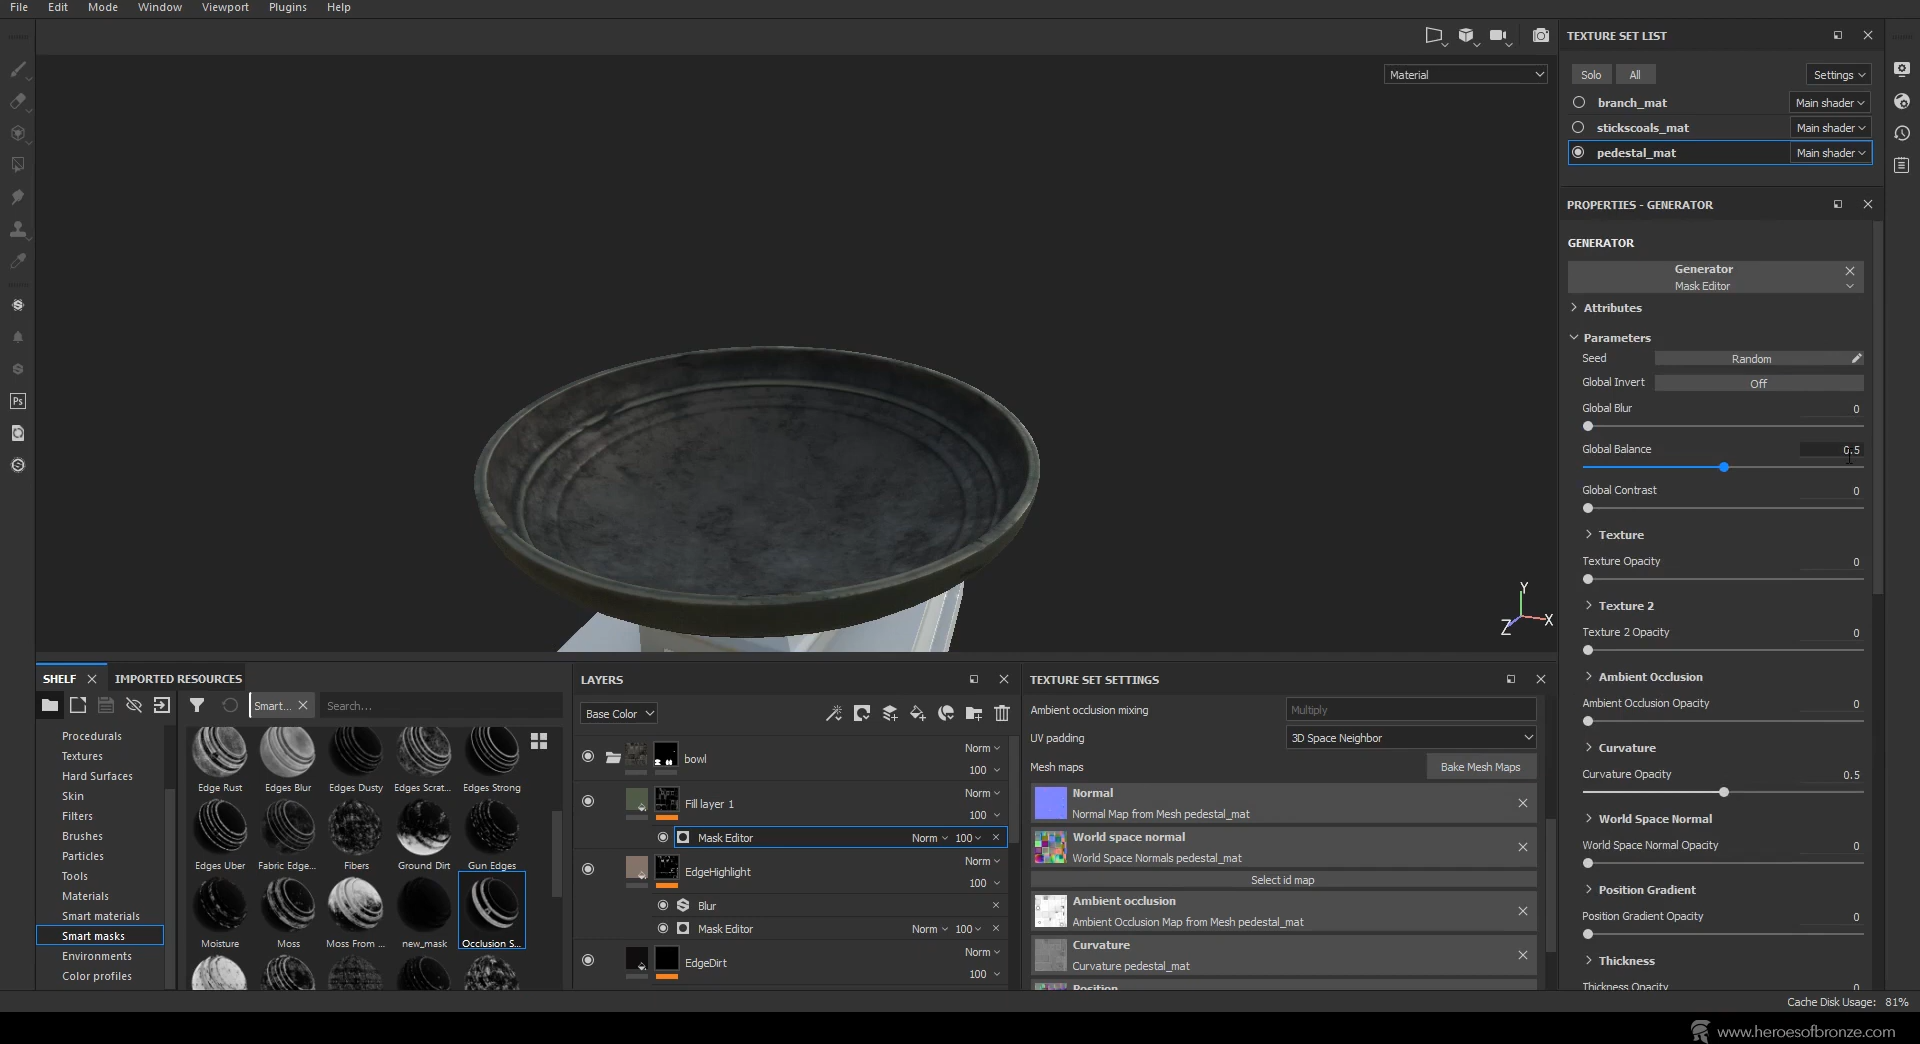 File Edit Mode Window Viewport Plugins Help
Material
TEXTURE SET LIST
Solo All Settings
branch_mat Main shader
stickscoals_mat Main shader
pedestal_mat Main shader
PROPERTIES - GENERATOR
GENERATOR
Generator
Mask Editor
Attributes
Parameters
Seed Random
Global Invert Off
Global Blur 0
Global Balance 0.5
Global Contrast 0
Texture
Texture Opacity 0
Texture 2
Texture 2 Opacity 0
Ambient Occlusion
Ambient Occlusion Opacity 0
Curvature
Curvature Opacity 0.5
World Space Normal
World Space Normal Opacity 0
Position Gradient
Position Gradient Opacity 0
Thickness
Thickness Opacity 0
Y
X
Z
Ps
SHELF IMPORTED RESOURCES
Smart... Search...
Procedurals
Textures
Hard Surfaces
Skin
Filters
Brushes
Particles
Tools
Materials
Smart materials
Smart masks
Environments
Color profiles
Edge Rust Edges Blur Edges Dusty Edges Scrat... Edges Strong
Edges Uber Fabric Edge... Fibers Ground Dirt Gun Edges
Moisture Moss Moss From ... new_mask Occlusion S...
LAYERS
Base Color
bowl Norm 100
Fill layer 1 Norm 100
Mask Editor Norm 100
EdgeHighlight Norm 100
Blur
Mask Editor Norm 100
EdgeDirt Norm 100
TEXTURE SET SETTINGS
Ambient occlusion mixing Multiply
UV padding 3D Space Neighbor
Mesh maps Bake Mesh Maps
Normal
Normal Map from Mesh pedestal_mat
World space normal
World Space Normals pedestal_mat
Select id map
Ambient occlusion
Ambient Occlusion Map from Mesh pedestal_mat
Curvature
Curvature pedestal_mat
Position
Cache Disk Usage: 81%
www.heroesofbronze.com